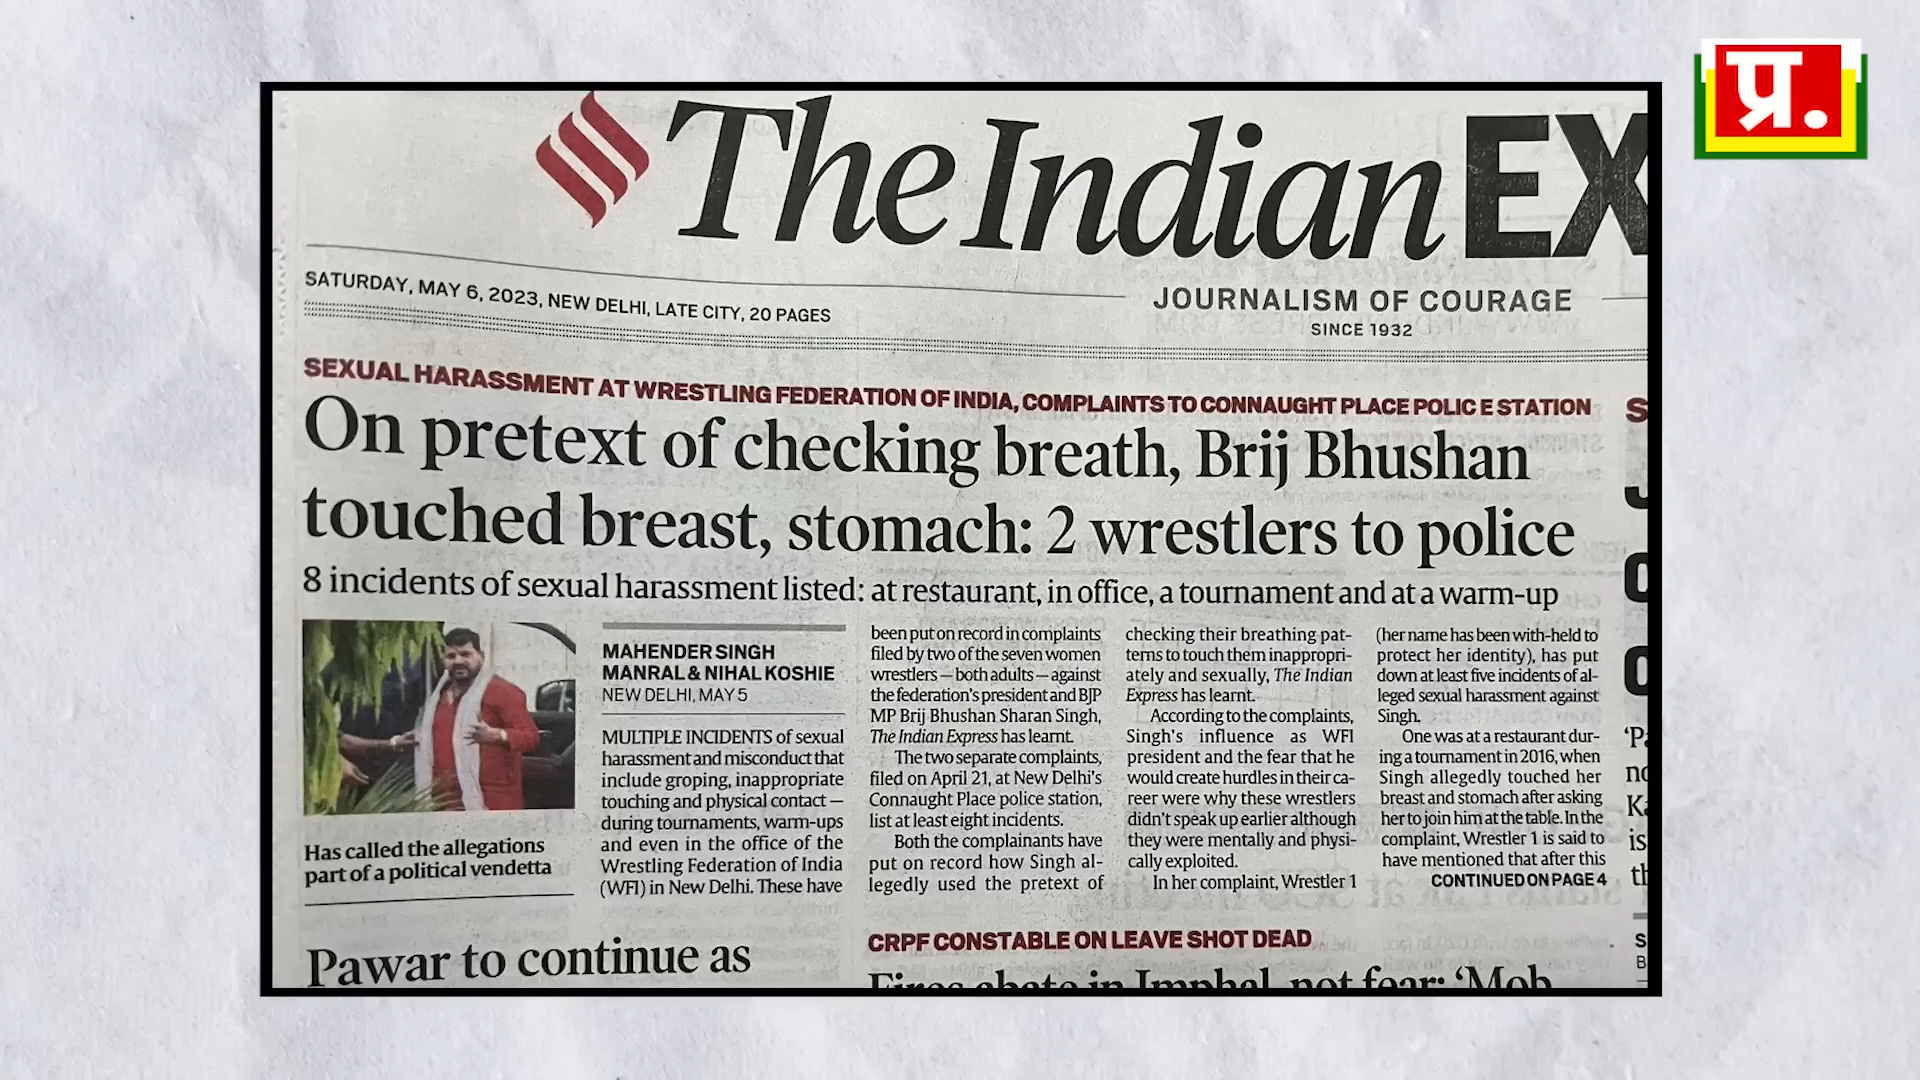 प्र.
The Indian EX
JOURNALISM OF COURAGE
SINCE 1932
SATURDAY, MAY 6, 2023, NEW DELHI, LATE CITY, 20 PAGES
SEXUAL HARASSMENT AT WRESTLING FEDERATION OF INDIA, COMPLAINTS TO CONNAUGHT PLACE POLIC E STATION
On pretext of checking breath, Brij Bhushan
touched breast, stomach: 2 wrestlers to police
8 incidents of sexual harassment listed: at restaurant, in office, a tournament and at a warm-up
Has called the allegations
part of a political vendetta
MAHENDER SINGH
MANRAL & NIHAL KOSHIE
NEW DELHI, MAY 5
MULTIPLE INCIDENTS of sexual
harassment and misconduct that
include groping, inappropriate
touching and physical contact —
during tournaments, warm-ups
and even in the office of the
Wrestling Federation of India
(WFI) in New Delhi. These have
been put on record in complaints
filed by two of the seven women
wrestlers — both adults — against
the federation's president and BJP
MP Brij Bhushan Sharan Singh,
The Indian Express has learnt.
The two separate complaints,
filed on April 21, at New Delhi's
Connaught Place police station,
list at least eight incidents.
Both the complainants have
put on record how Singh al-
legedly used the pretext of
checking their breathing pat-
terns to touch them inappropri-
ately and sexually, The Indian
Express has learnt.
According to the complaints,
Singh's influence as WFI
president and the fear that he
would create hurdles in their ca-
reer were why these wrestlers
didn't speak up earlier although
they were mentally and physi-
cally exploited.
In her complaint, Wrestler 1
(her name has been with-held to
protect her identity), has put
down at least five incidents of al-
leged sexual harassment against
Singh.
One was at a restaurant dur-
ing a tournament in 2016, when
Singh allegedly touched her
breast and stomach after asking
her to join him at the table. In the
complaint, Wrestler 1 is said to
have mentioned that after this
CONTINUED ON PAGE 4
Pawar to continue as
CRPF CONSTABLE ON LEAVE SHOT DEAD
Fires abate in Imphal, not fear: ‘Mob